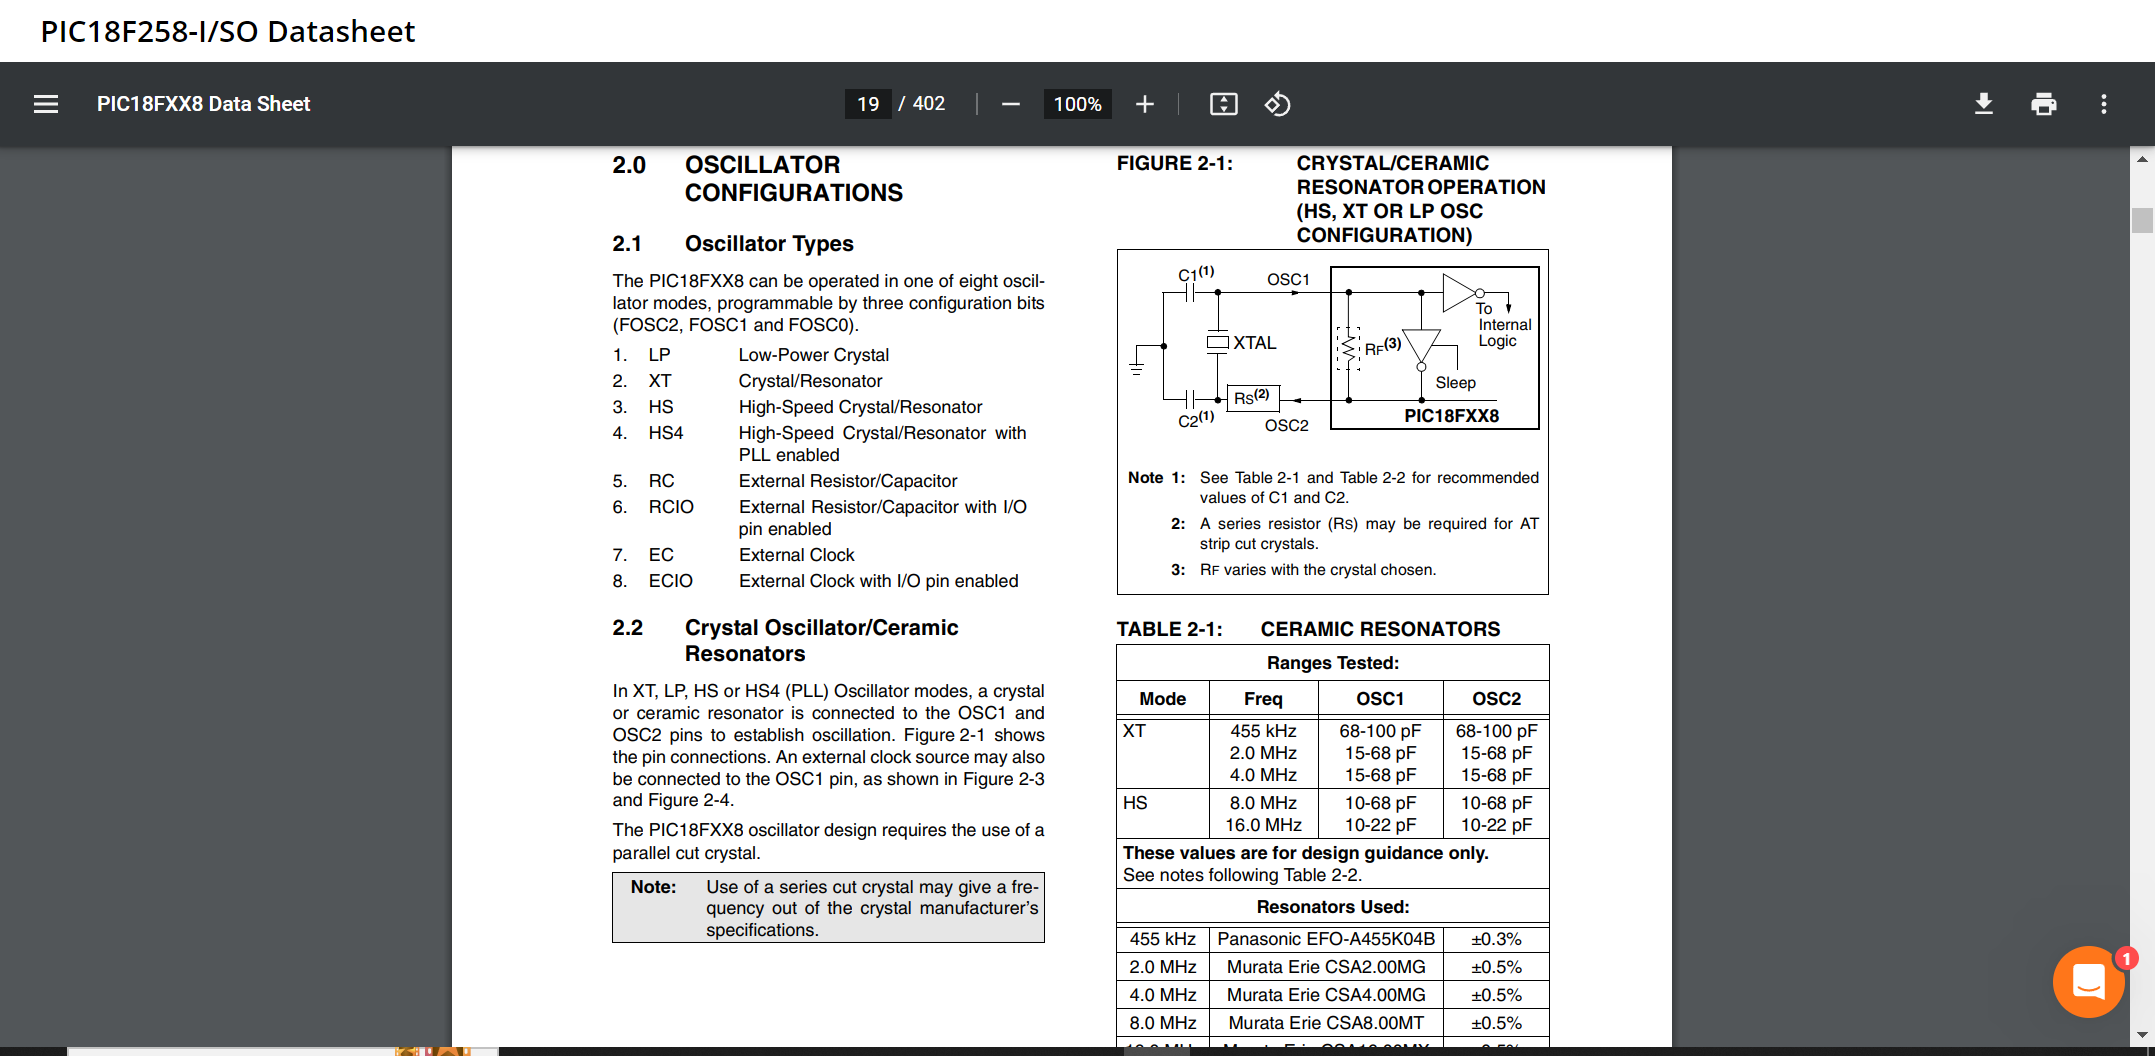 PIC18F258-I/SO Datasheet
PIC18FXX8 Data Sheet
19 / 402
100%
2.0 OSCILLATOR
CONFIGURATIONS
2.1 Oscillator Types
The PIC18FXX8 can be operated in one of eight oscil-
lator modes, programmable by three configuration bits
(FOSC2, FOSC1 and FOSC0).
1. LP Low-Power Crystal
2. XT Crystal/Resonator
3. HS High-Speed Crystal/Resonator
4. HS4 High-Speed Crystal/Resonator with
PLL enabled
5. RC External Resistor/Capacitor
6. RCIO External Resistor/Capacitor with I/O
pin enabled
7. EC External Clock
8. ECIO External Clock with I/O pin enabled
2.2 Crystal Oscillator/Ceramic
Resonators
In XT, LP, HS or HS4 (PLL) Oscillator modes, a crystal
or ceramic resonator is connected to the OSC1 and
OSC2 pins to establish oscillation. Figure 2-1 shows
the pin connections. An external clock source may also
be connected to the OSC1 pin, as shown in Figure 2-3
and Figure 2-4.
The PIC18FXX8 oscillator design requires the use of a
parallel cut crystal.
Note: Use of a series cut crystal may give a fre-
quency out of the crystal manufacturer's
specifications.
FIGURE 2-1: CRYSTAL/CERAMIC
RESONATOR OPERATION
(HS, XT OR LP OSC
CONFIGURATION)
C1(1)
OSC1
To
Internal
Logic
XTAL
RF(3)
Sleep
RS(2)
C2(1)
OSC2
PIC18FXX8
Note 1: See Table 2-1 and Table 2-2 for recommended
values of C1 and C2.
2: A series resistor (RS) may be required for AT
strip cut crystals.
3: RF varies with the crystal chosen.
TABLE 2-1: CERAMIC RESONATORS
Ranges Tested:
Mode Freq OSC1 OSC2
XT 455 kHz 68-100 pF 68-100 pF
2.0 MHz 15-68 pF 15-68 pF
4.0 MHz 15-68 pF 15-68 pF
HS 8.0 MHz 10-68 pF 10-68 pF
16.0 MHz 10-22 pF 10-22 pF
These values are for design guidance only.
See notes following Table 2-2.
Resonators Used:
455 kHz Panasonic EFO-A455K04B ±0.3%
2.0 MHz Murata Erie CSA2.00MG ±0.5%
4.0 MHz Murata Erie CSA4.00MG ±0.5%
8.0 MHz Murata Erie CSA8.00MT ±0.5%
1